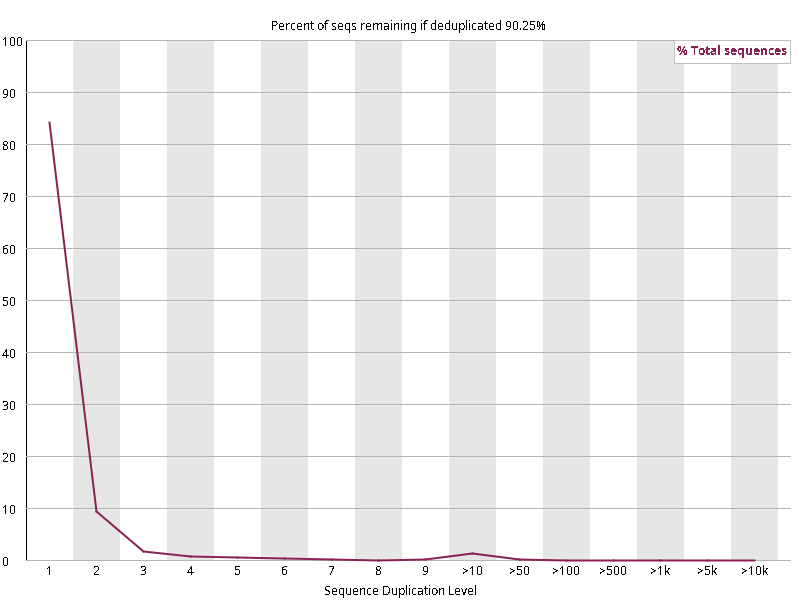 Percent of seqs remaining if deduplicated 90.25%
% Total sequences
100
90
80
70
60
50
40
30
20
10
0
1 2 3 4 5 6 7 8 9 >10 >50 >100 >500 >1k >5k >10k
Sequence Duplication Level